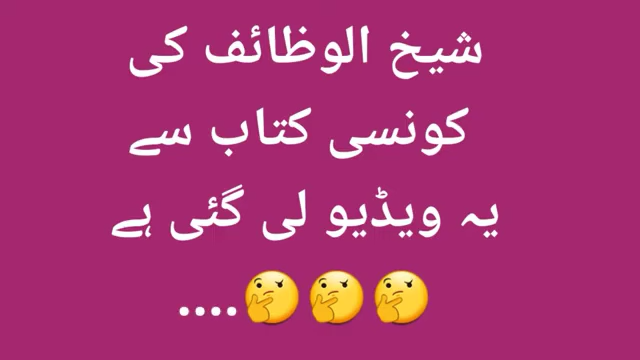 شیخ الوظائف کی
کونسی کتاب سے
یہ ویڈیو لی گئی ہے
🤔🤔🤔....